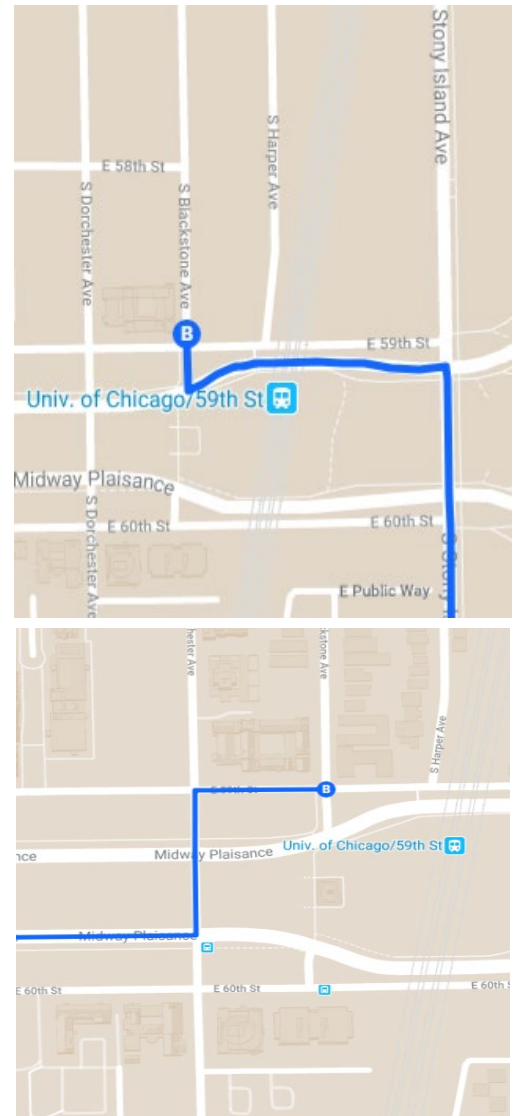 Stony Island Ave
S Harper Ave
E 58th St
S Dorchester Ave
S Blackstone Ave
B
E 59th St
Univ. of Chicago/59th St
Midway Plaisance
S Dorchester Ave
E 60th St
E 60th St
S Stony I
E Public Way
hester Ave
ckstone Ave
S Harper Ave
E 59th St
B
Univ. of Chicago/59th St
nce
Midway Plaisance
Midway Plaisance
E 60th St
E 60th St
E 60th S